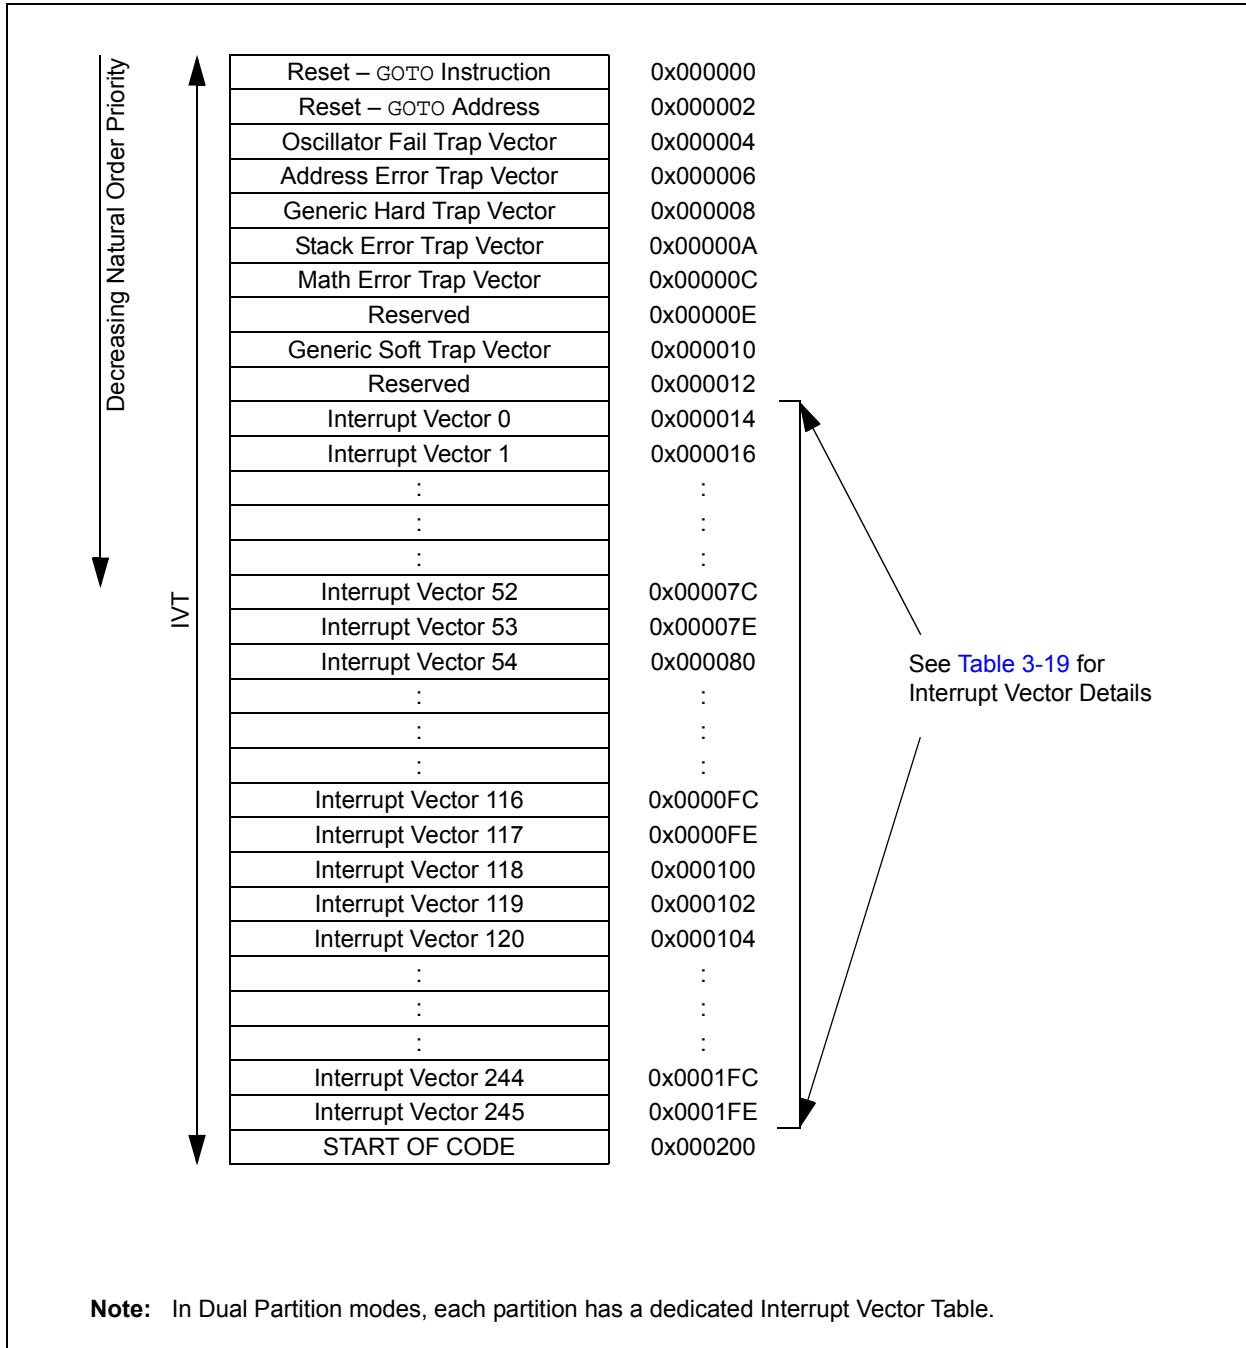 Decreasing Natural Order Priority
IVT
Reset – GOTO Instruction 0x000000
Reset – GOTO Address 0x000002
Oscillator Fail Trap Vector 0x000004
Address Error Trap Vector 0x000006
Generic Hard Trap Vector 0x000008
Stack Error Trap Vector 0x00000A
Math Error Trap Vector 0x00000C
Reserved 0x00000E
Generic Soft Trap Vector 0x000010
Reserved 0x000012
Interrupt Vector 0 0x000014
Interrupt Vector 1 0x000016
: :
: :
: :
Interrupt Vector 52 0x00007C
Interrupt Vector 53 0x00007E
Interrupt Vector 54 0x000080
: :
: :
: :
Interrupt Vector 116 0x0000FC
Interrupt Vector 117 0x0000FE
Interrupt Vector 118 0x000100
Interrupt Vector 119 0x000102
Interrupt Vector 120 0x000104
: :
: :
: :
Interrupt Vector 244 0x0001FC
Interrupt Vector 245 0x0001FE
START OF CODE 0x000200
See Table 3-19 for
Interrupt Vector Details
Note: In Dual Partition modes, each partition has a dedicated Interrupt Vector Table.